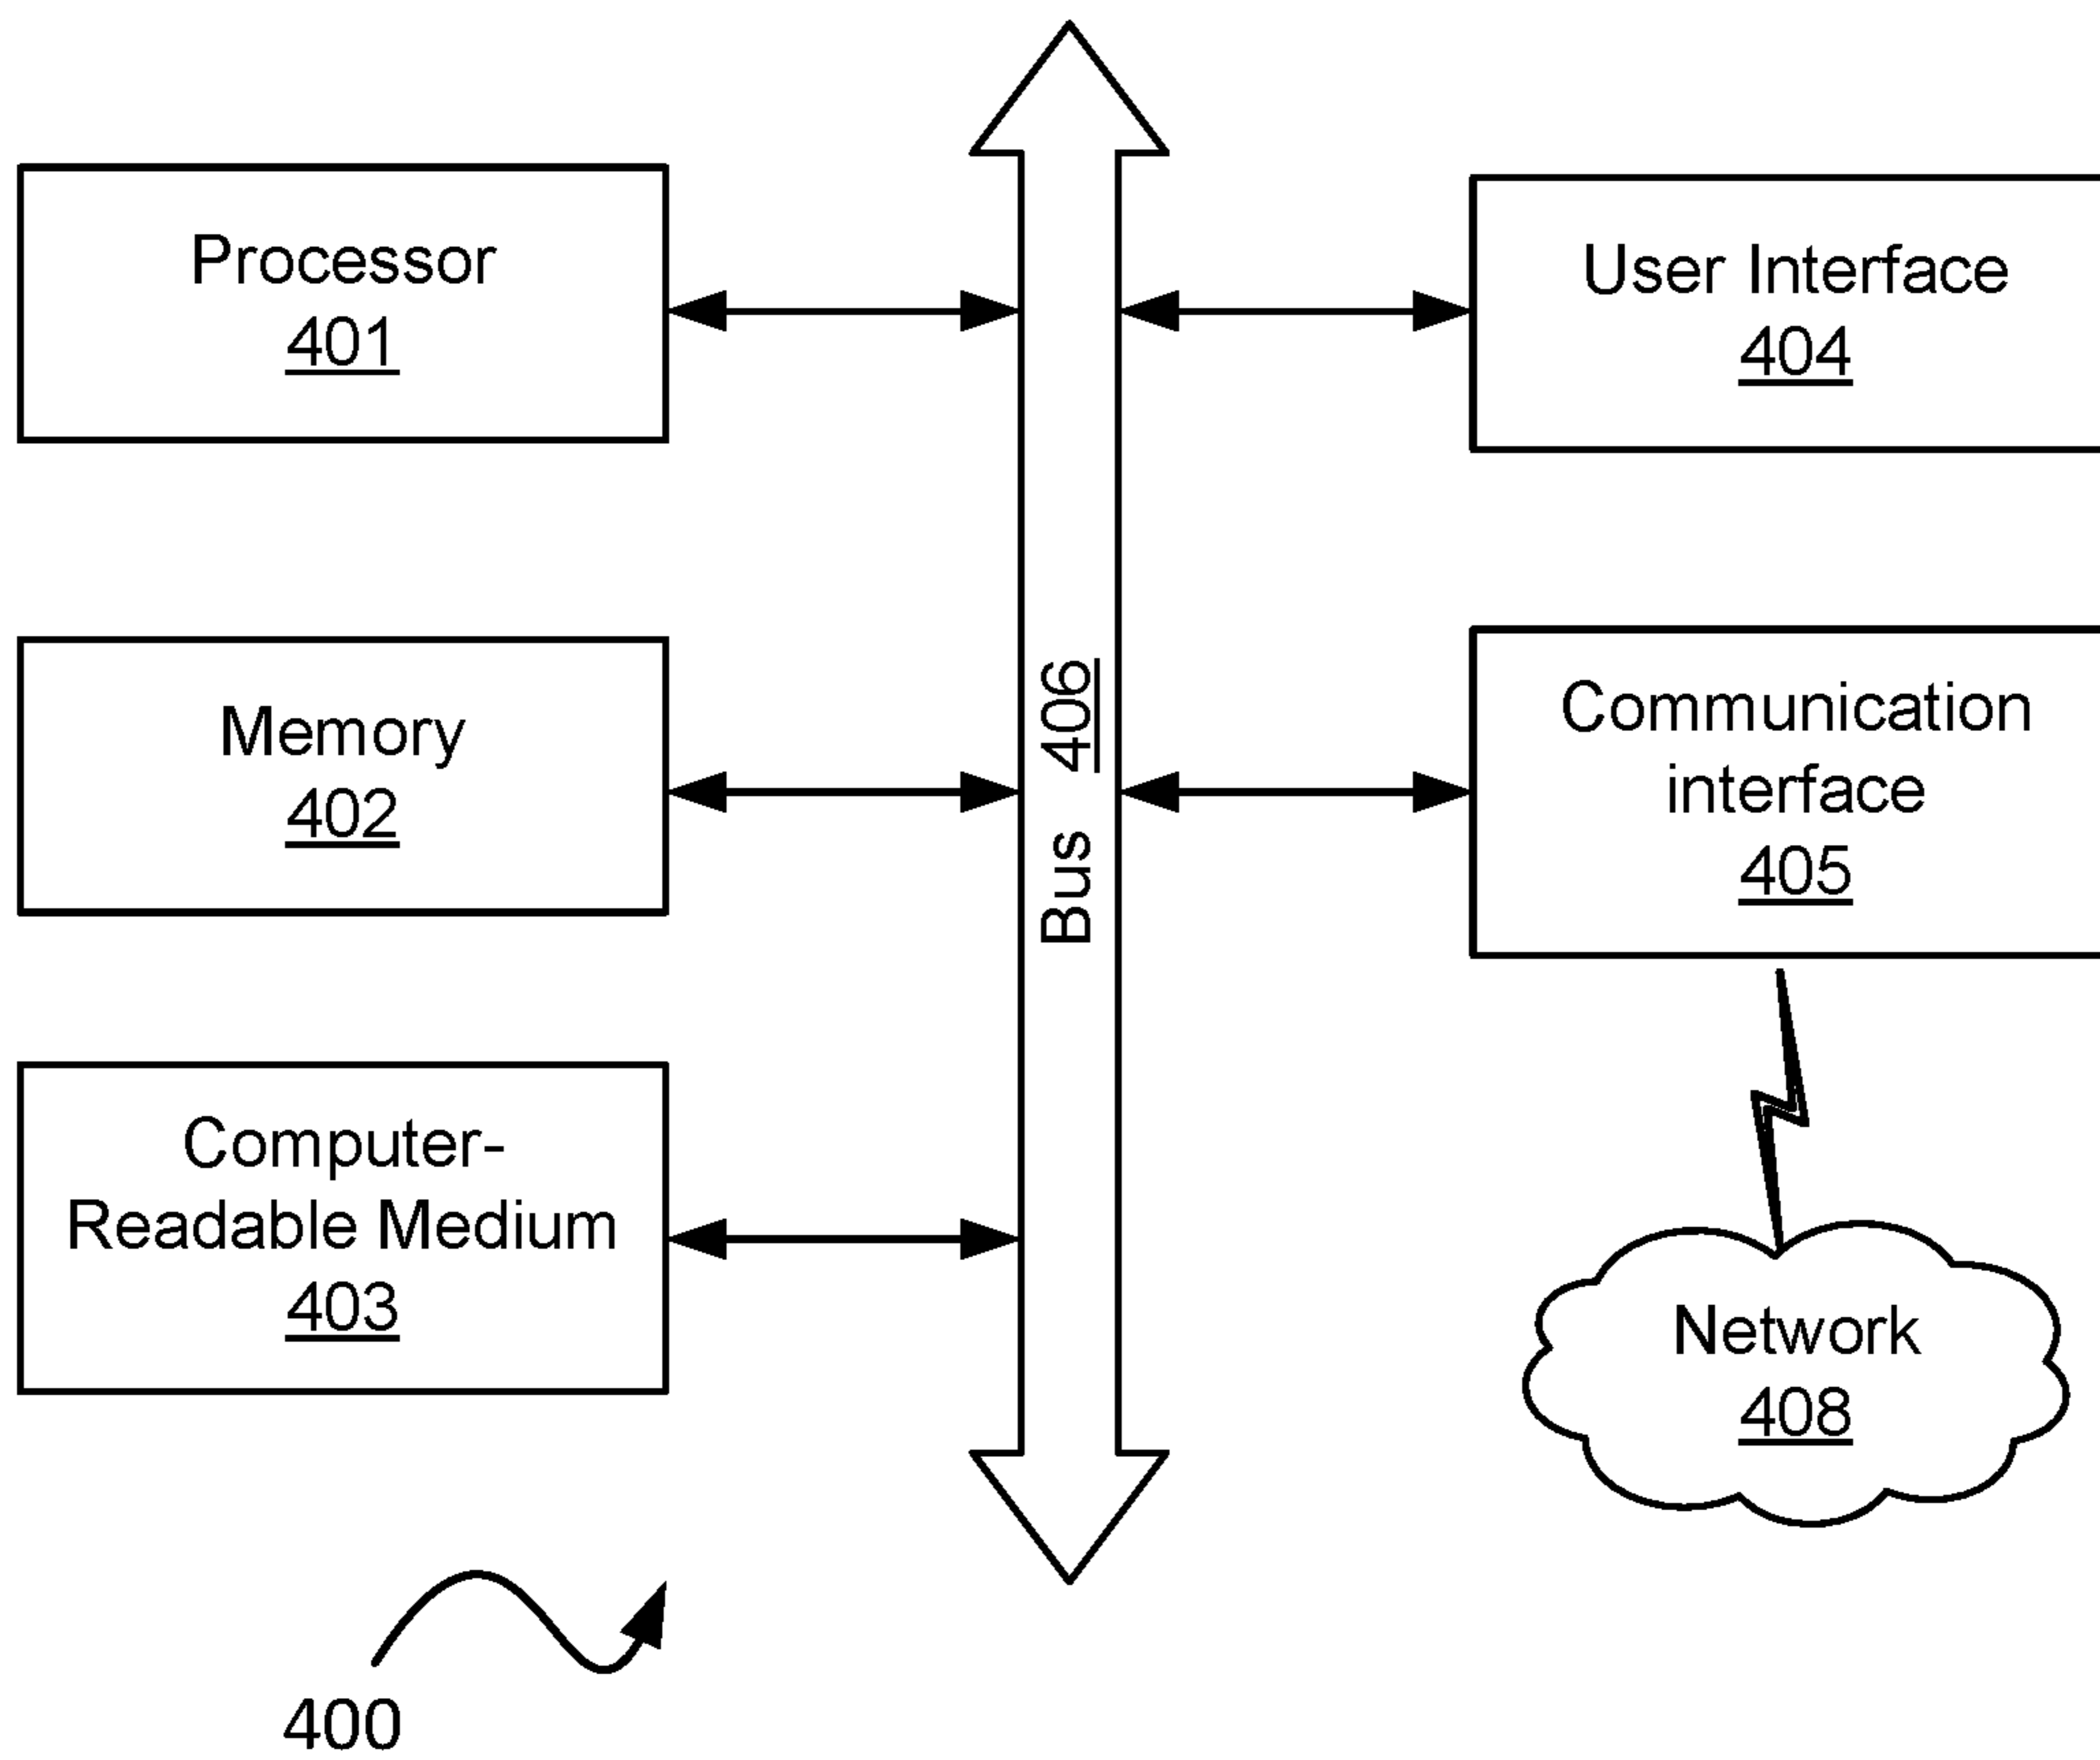 Processor
401
Memory
402
Computer-
Readable Medium
403
Bus 406
User Interface
404
Communication
interface
405
Network
408
400